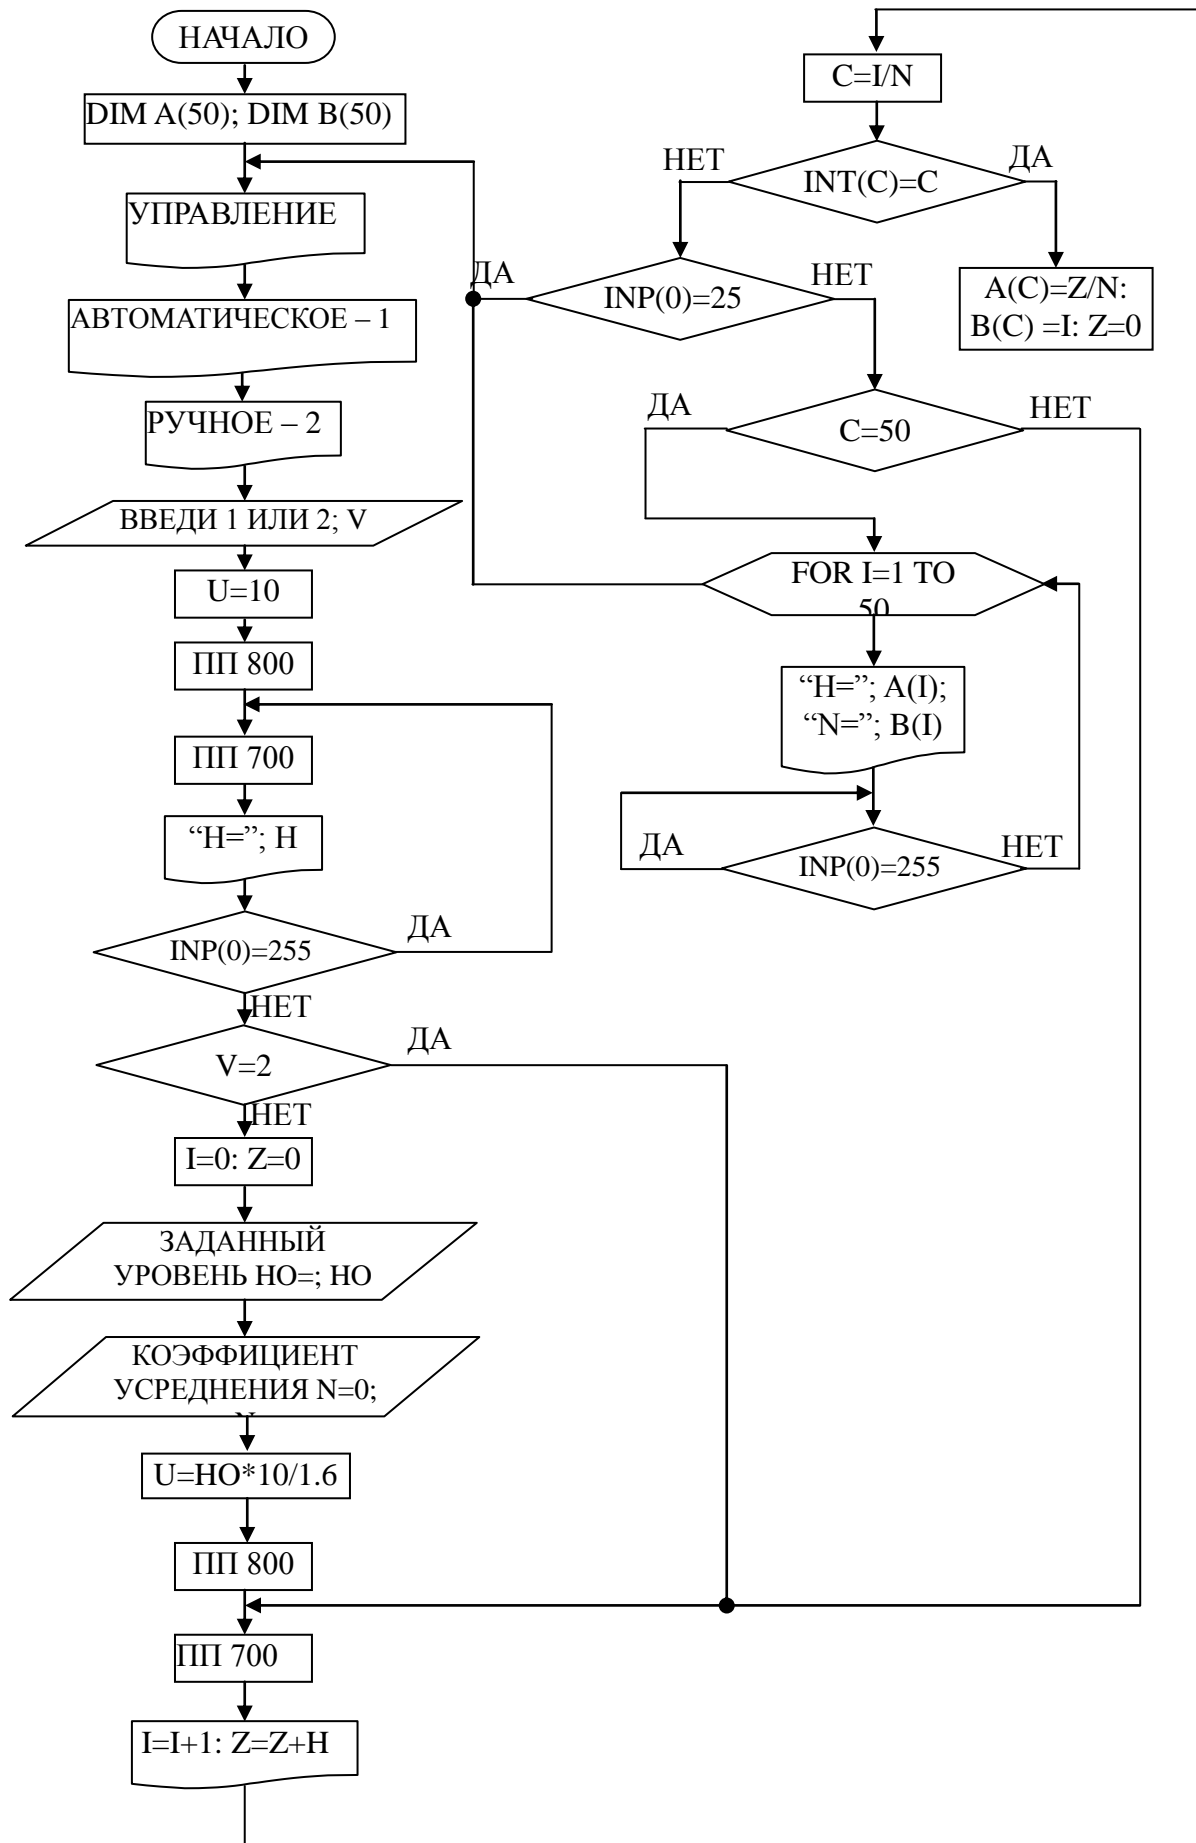 НАЧАЛО
DIM A(50); DIM B(50)
УПРАВЛЕНИЕ
АВТОМАТИЧЕСКОЕ – 1
РУЧНОЕ – 2
ВВЕДИ 1 ИЛИ 2; V
U=10
ПП 800
ПП 700
“H=”; H
INP(0)=255
ДА
НЕТ
V=2
ДА
НЕТ
I=0: Z=0
ЗАДАННЫЙ
УРОВЕНЬ НО=; НО
КОЭФФИЦИЕНТ
УСРЕДНЕНИЯ N=0;
U=HO*10/1.6
ПП 800
ПП 700
I=I+1: Z=Z+H
C=I/N
НЕТ
INT(C)=C
ДА
A(C)=Z/N:
B(C) =I: Z=0
ДА
INP(0)=25
НЕТ
ДА
C=50
НЕТ
FOR I=1 TO
50
“H=”; A(I);
“N=”; B(I)
ДА
INP(0)=255
НЕТ